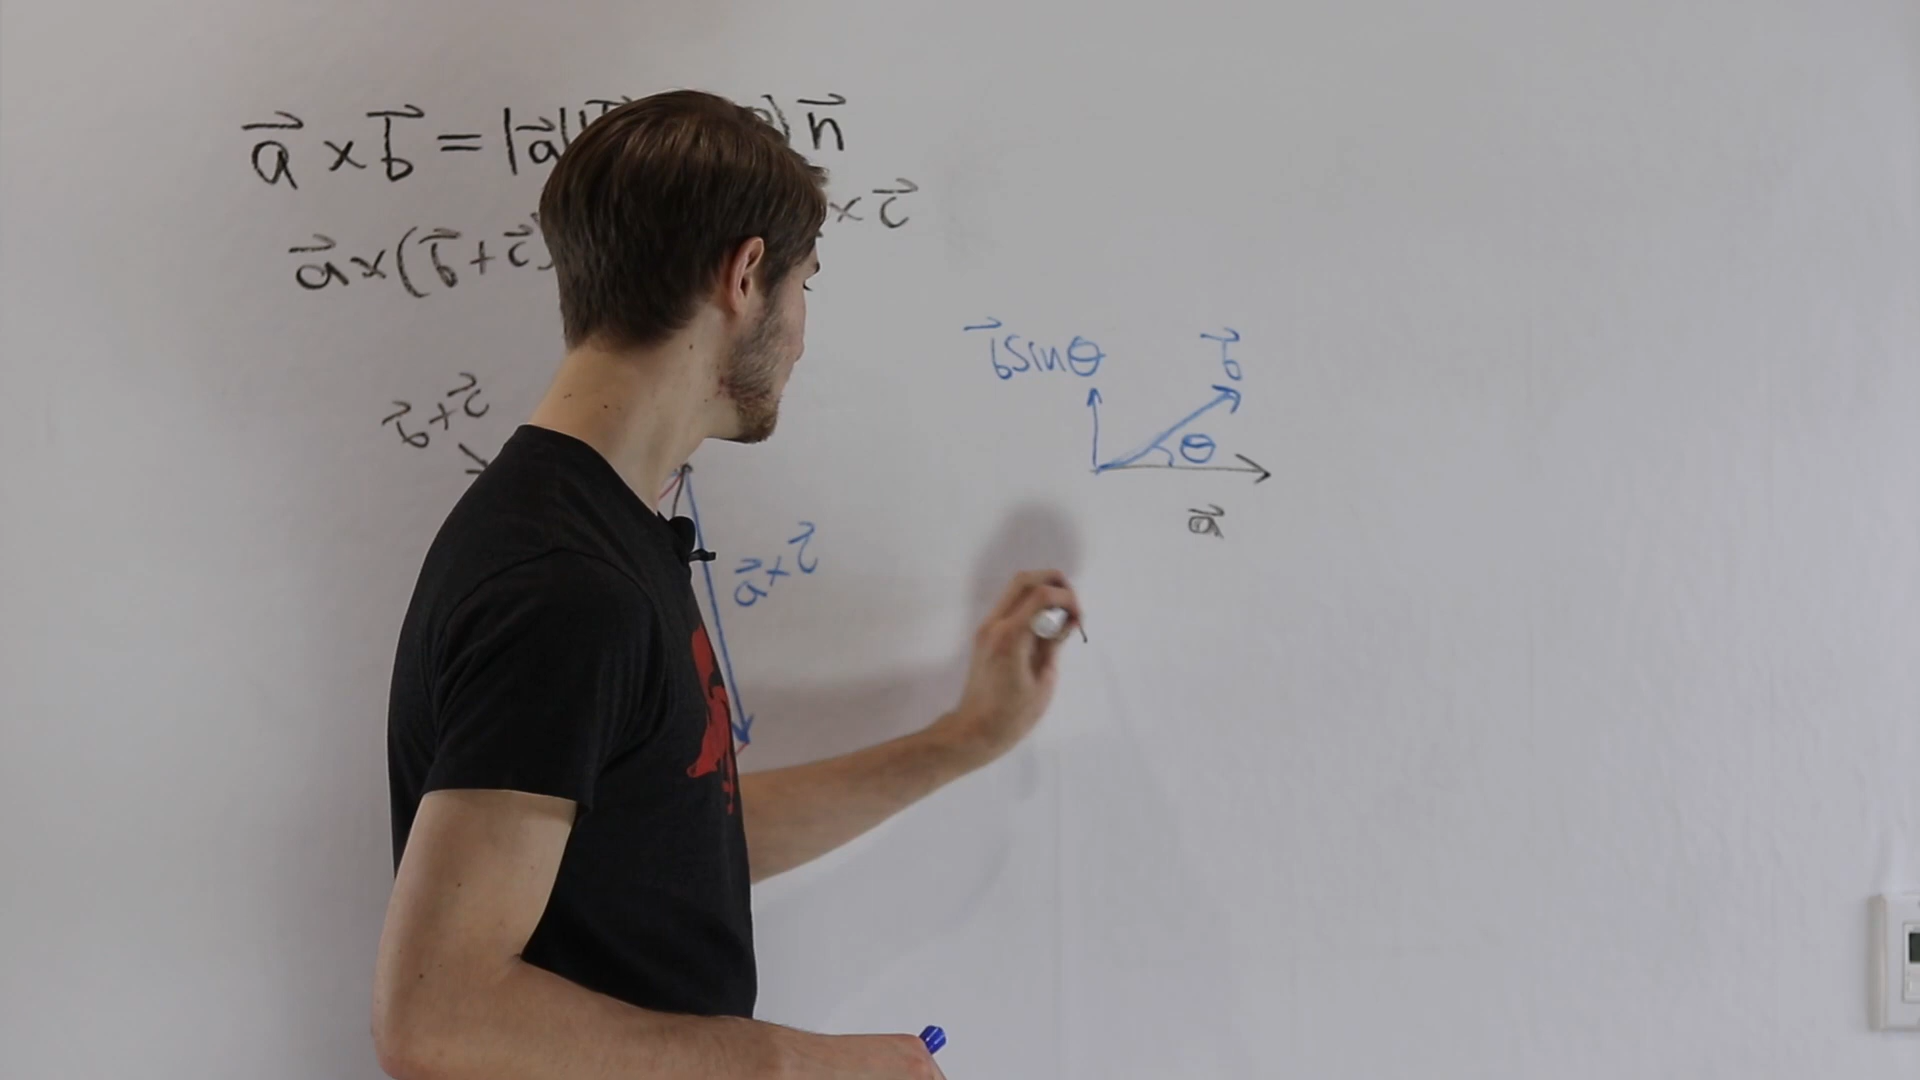 a⃗ × b⃗ = |a⃗| n⃗
× c⃗
a⃗ × (b⃗ + c⃗)
b⃗ sinθ b⃗
b⃗ + c⃗
θ
a⃗
a⃗ × c⃗